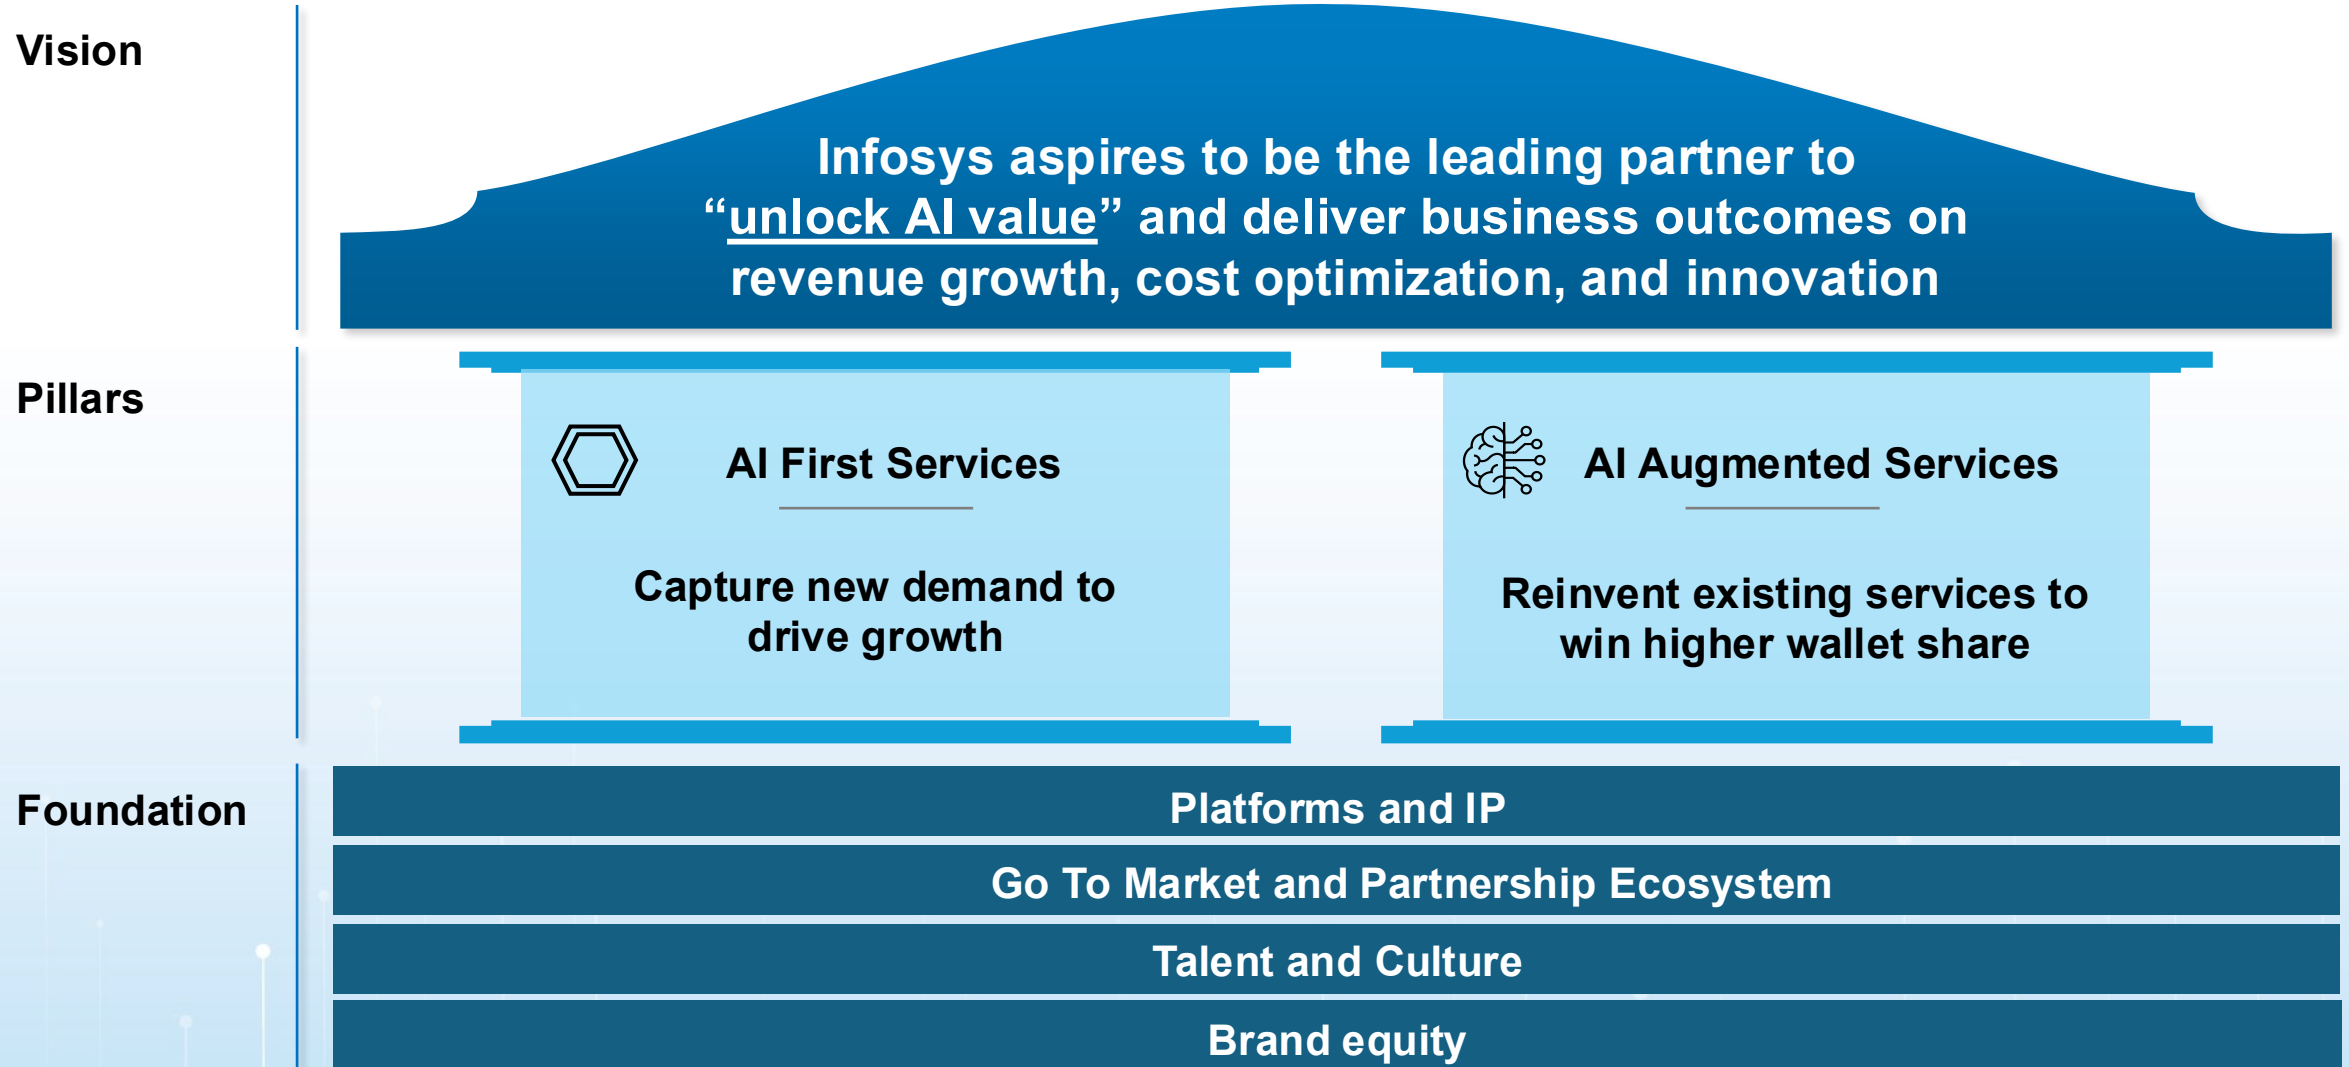 Vision
Infosys aspires to be the leading partner to
“unlock AI value” and deliver business outcomes on
revenue growth, cost optimization, and innovation
Pillars
AI First Services
Capture new demand to
drive growth
AI Augmented Services
Reinvent existing services to
win higher wallet share
Foundation
Platforms and IP
Go To Market and Partnership Ecosystem
Talent and Culture
Brand equity